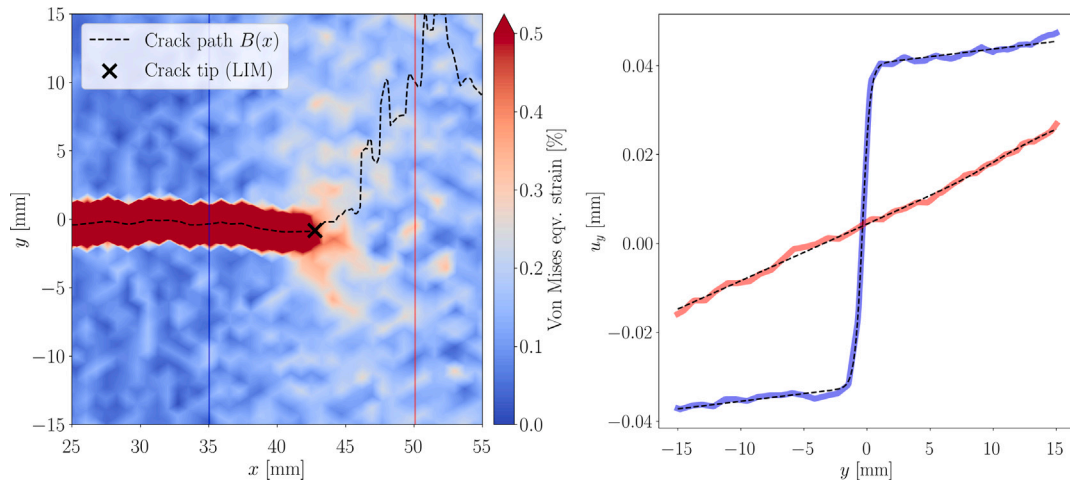 Crack path B(x)
Crack tip (LIM)
15
10
5
0
−5
−10
−15
y [mm]
25 30 35 40 45 50 55
x [mm]
0.5
0.4
0.3
0.2
0.1
0.0
Von Mises eqv. strain [%]
0.04
0.02
0.00
−0.02
−0.04
u_y [mm]
−15 −10 −5 0 5 10 15
y [mm]